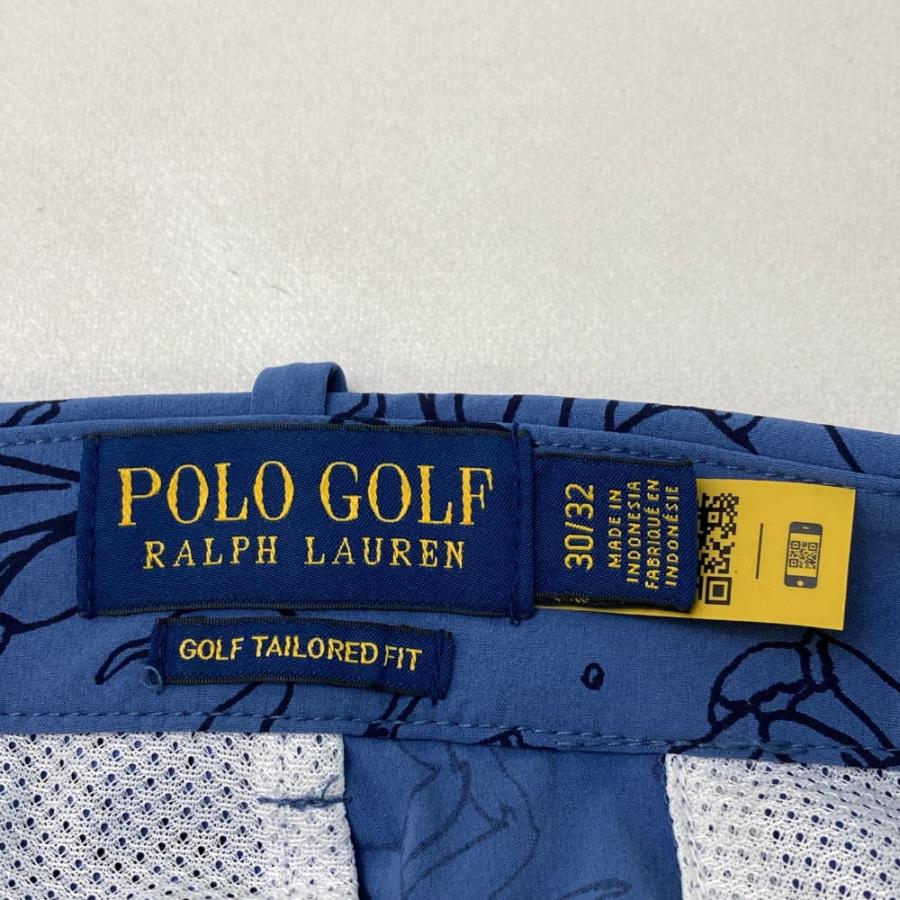 POLO GOLF
RALPH LAUREN
GOLF TAILORED FIT
30/32
MADE IN
INDONESIA
FABRIQUÉ EN
INDONÉSIE